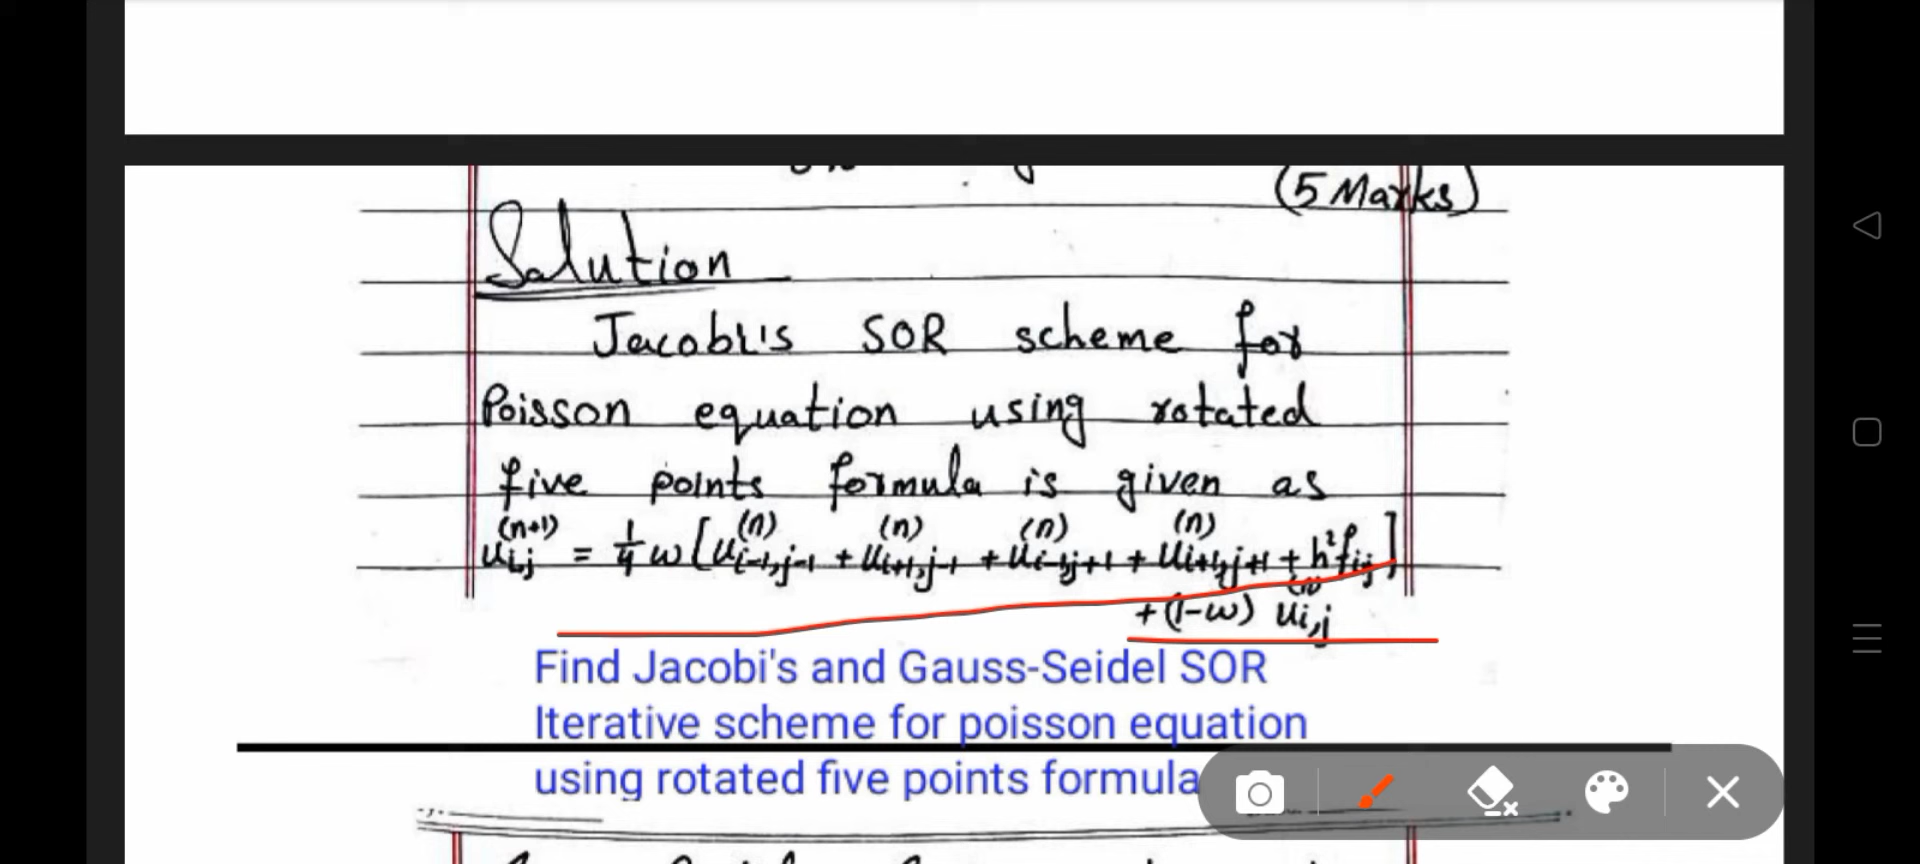 (5 Marks)
Solution
Jacobi's SOR scheme for
Poisson equation using rotated
five points formula is given as
u_{i,j}^{(n+1)} = 1/4 ω [u_{i-1,j-1}^{(n)} + u_{i+1,j-1}^{(n)} + u_{i-1,j+1}^{(n)} + u_{i+1,j+1}^{(n)} + h²f_{ij}]
+ (1-ω) u_{i,j}^{(n)}
Find Jacobi's and Gauss-Seidel SOR
Iterative scheme for poisson equation
using rotated five points formula